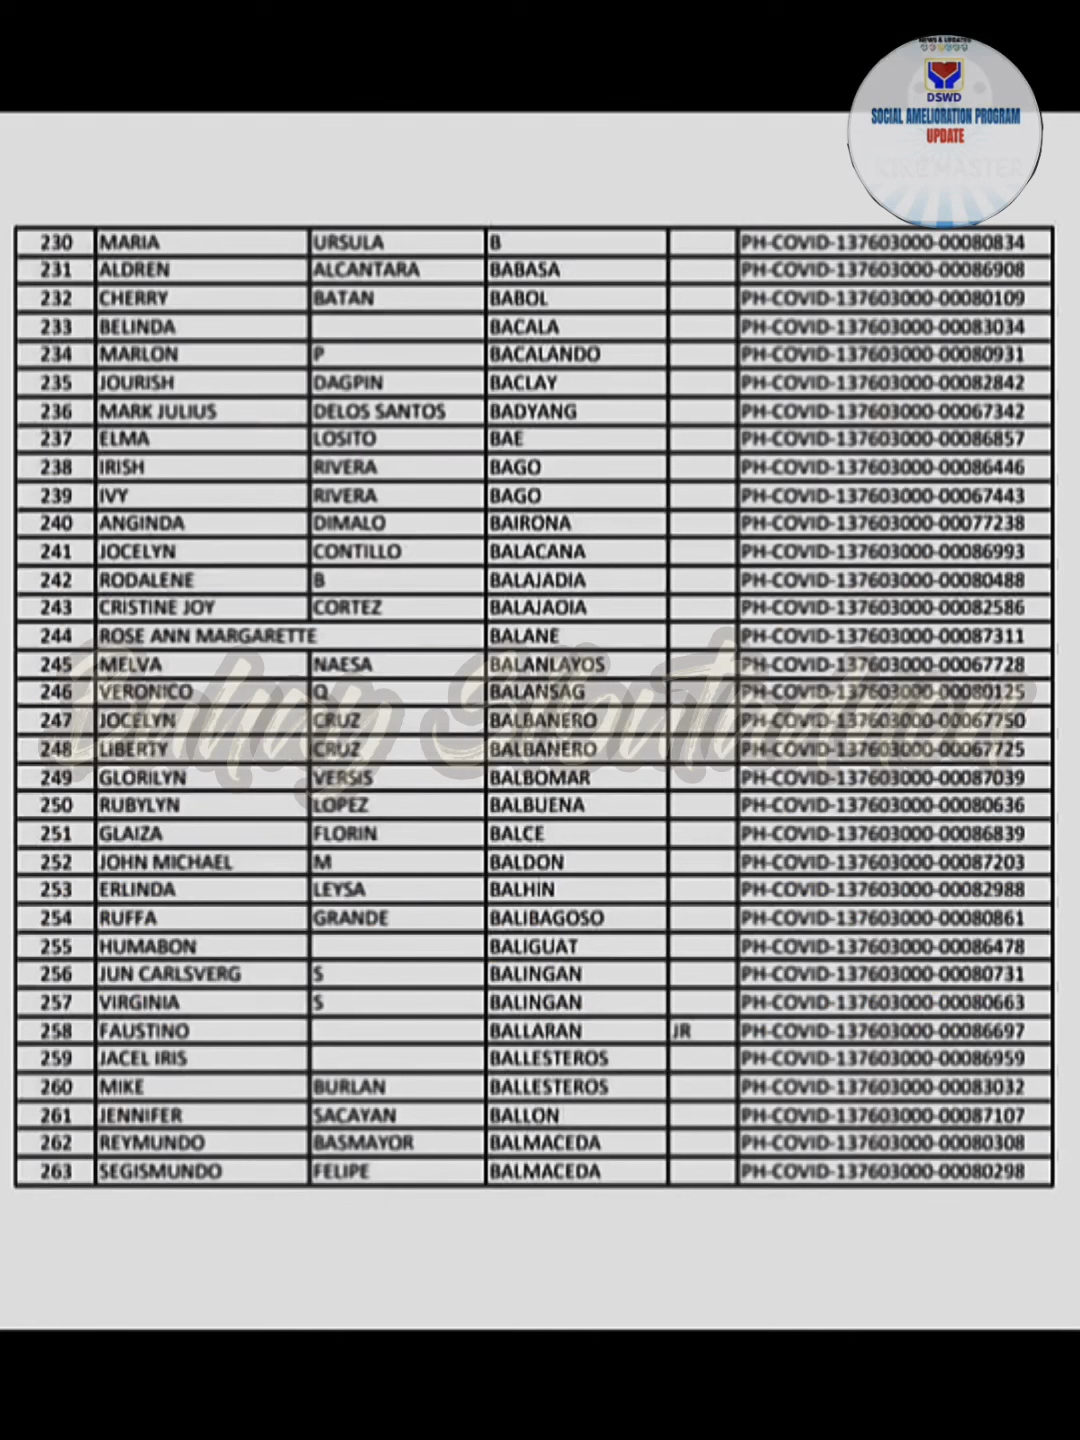 NEWS & UPDATES
DSWD
SOCIAL AMELIORATION PROGRAM
UPDATE
KINEMASTER
230 MARIA URSULA B PH-COVID-137603000-00080834
231 ALDREN ALCANTARA BABASA PH-COVID-137603000-00086908
232 CHERRY BATAN BABOL PH-COVID-137603000-00080109
233 BELINDA BACALA PH-COVID-137603000-00083034
234 MARLON P BACALANDO PH-COVID-137603000-00080931
235 JOURISH DAGPIN BACLAY PH-COVID-137603000-00082842
236 MARK JULIUS DELOS SANTOS BADYANG PH-COVID-137603000-00067342
237 ELMA LOSITO BAE PH-COVID-137603000-00086857
238 IRISH RIVERA BAGO PH-COVID-137603000-00086446
239 IVY RIVERA BAGO PH-COVID-137603000-00067443
240 ANGINDA DIMALO BAIRONA PH-COVID-137603000-00077238
241 JOCELYN CONTILLO BALACANA PH-COVID-137603000-00086993
242 RODALENE B BALAJADIA PH-COVID-137603000-00080488
243 CRISTINE JOY CORTEZ BALAJAOIA PH-COVID-137603000-00082586
244 ROSE ANN MARGARETTE BALANE PH-COVID-137603000-00087311
245 MELVA NAESA BALANLAYOS PH-COVID-137603000-00067728
246 VERONICO Q BALANSAG PH-COVID-137603000-00080125
247 JOCELYN CRUZ BALBANERO PH-COVID-137603000-00067750
248 LIBERTY CRUZ BALBANERO PH-COVID-137603000-00067725
249 GLORILYN VERSIS BALBOMAR PH-COVID-137603000-00087039
250 RUBYLYN LOPEZ BALBUENA PH-COVID-137603000-00080636
251 GLAIZA FLORIN BALCE PH-COVID-137603000-00086839
252 JOHN MICHAEL M BALDON PH-COVID-137603000-00087203
253 ERLINDA LEYSA BALHIN PH-COVID-137603000-00082988
254 RUFFA GRANDE BALIBAGOSO PH-COVID-137603000-00080861
255 HUMABON BALIGUAT PH-COVID-137603000-00086478
256 JUN CARLSVERG S BALINGAN PH-COVID-137603000-00080731
257 VIRGINIA S BALINGAN PH-COVID-137603000-00080663
258 FAUSTINO BALLARAN JR PH-COVID-137603000-00086697
259 JACEL IRIS BALLESTEROS PH-COVID-137603000-00086959
260 MIKE BURLAN BALLESTEROS PH-COVID-137603000-00083032
261 JENNIFER SACAYAN BALLON PH-COVID-137603000-00087107
262 REYMUNDO BASMAYOR BALMACEDA PH-COVID-137603000-00080308
263 SEGISMUNDO FELIPE BALMACEDA PH-COVID-137603000-00080298